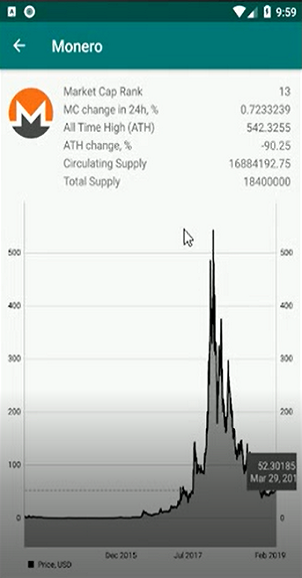 9:59
Monero
Market Cap Rank 13
MC change in 24h, % 0.7233239
All Time High (ATH) 542.3255
ATH change, % -90.25
Circulating Supply 16884192.75
Total Supply 18400000
500 500
400 400
300 300
200 200
100
52.30185
Mar 29, 201
0 0
Dec 2015 Jul 2017 Feb 2019
Price, USD